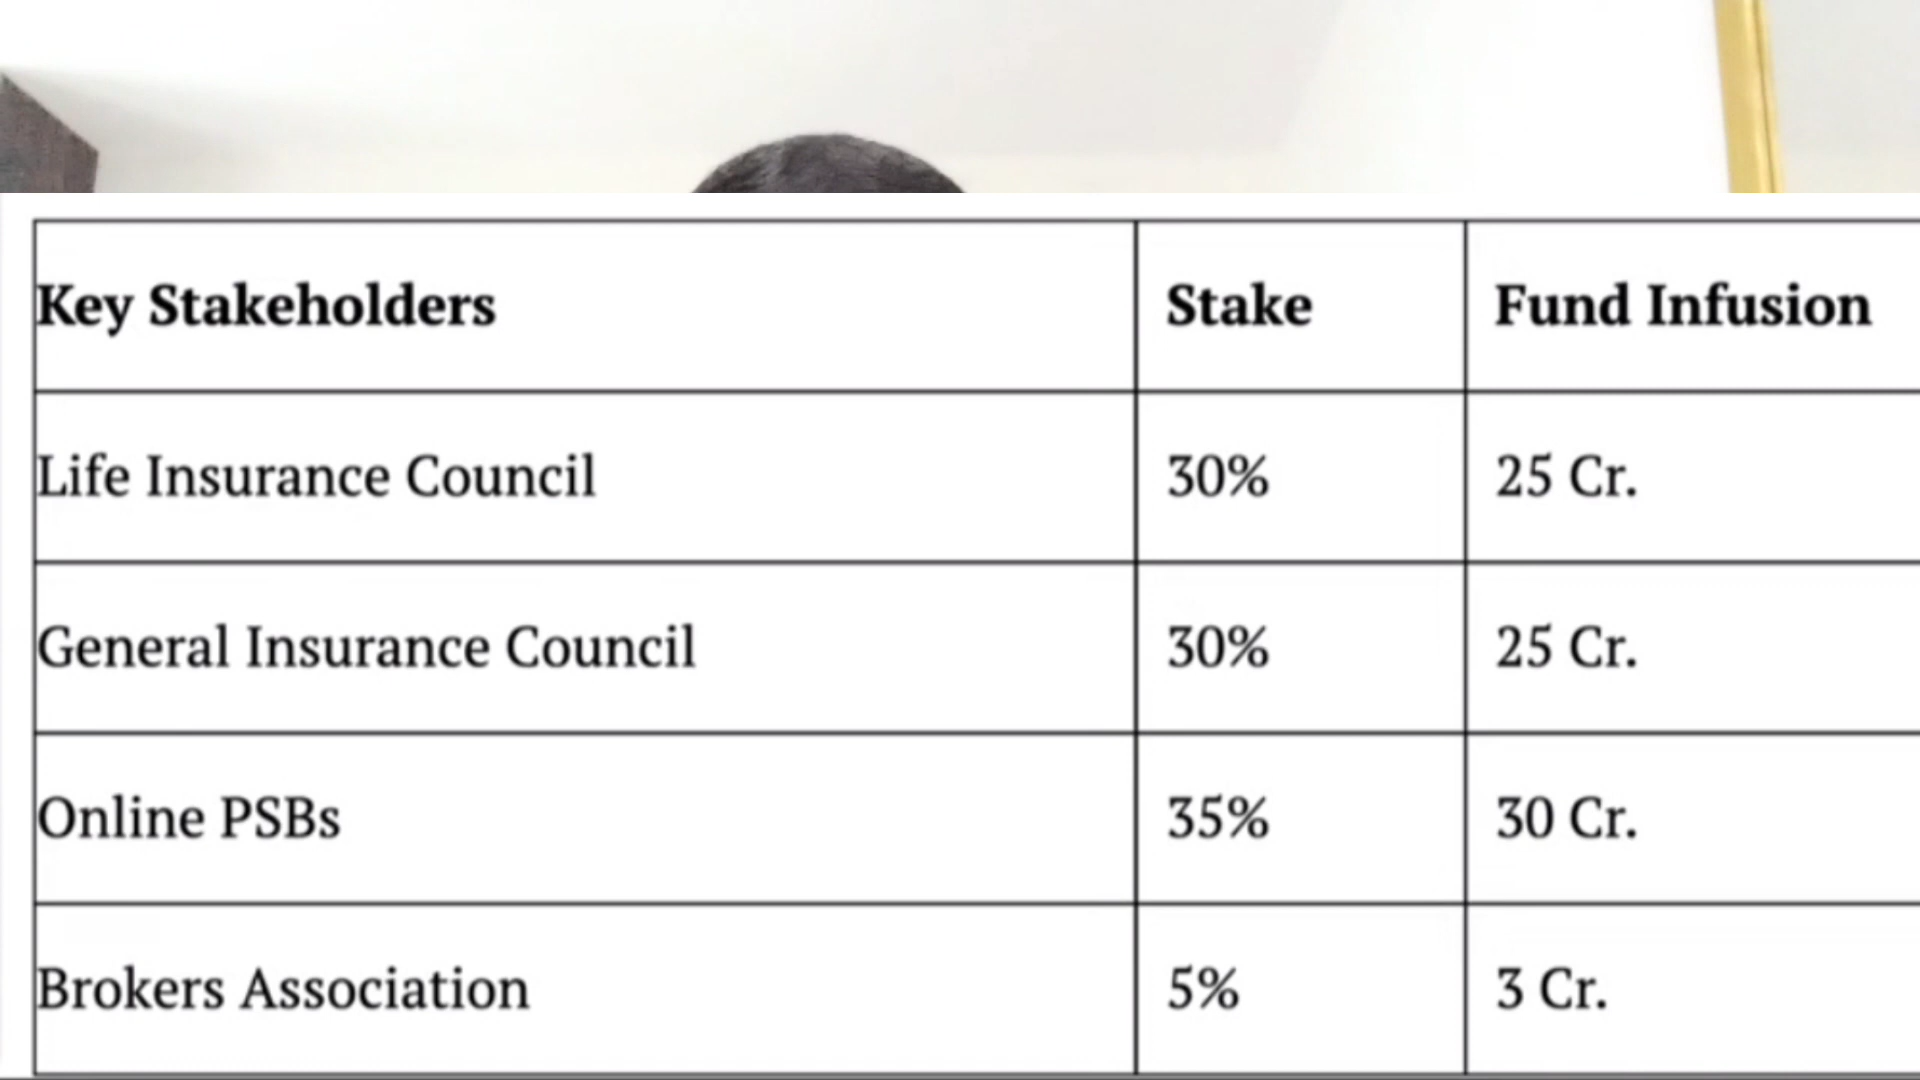 Key Stakeholders Stake Fund Infusion
Life Insurance Council 30% 25 Cr.
General Insurance Council 30% 25 Cr.
Online PSBs 35% 30 Cr.
Brokers Association 5% 3 Cr.